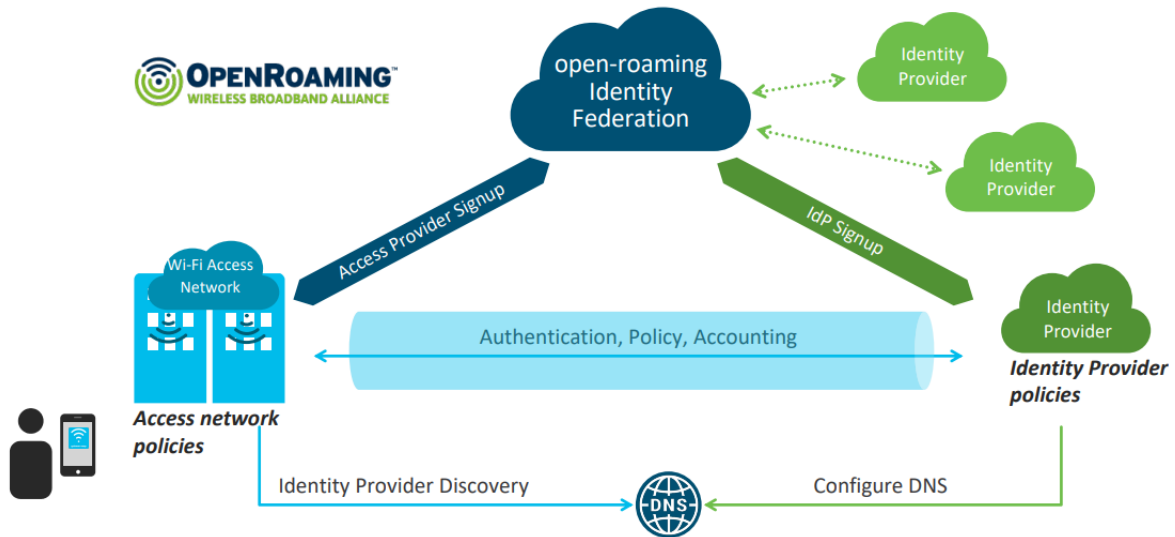 OPENROAMING™
WIRELESS BROADBAND ALLIANCE
open-roaming
Identity
Federation
Identity
Provider
Identity
Provider
Access Provider Signup
IdP Signup
Wi-Fi Access
Network
Identity
Provider
Authentication, Policy, Accounting
Access network
policies
Identity Provider
policies
Identity Provider Discovery
DNS
Configure DNS